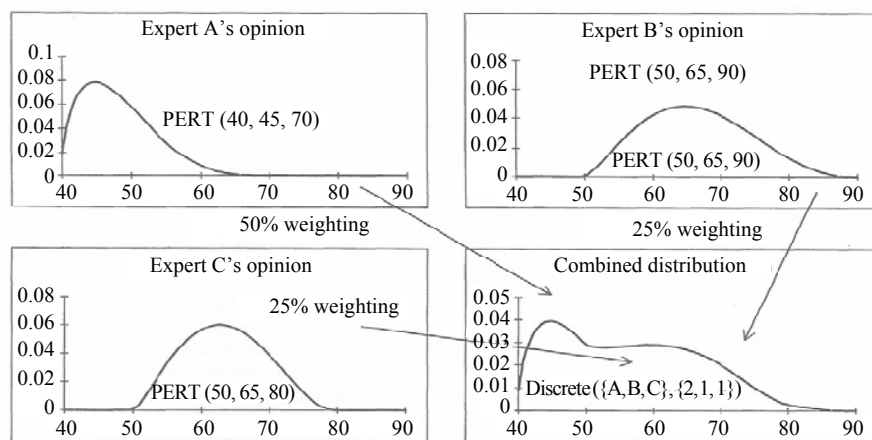 Expert A's opinion
0.1
0.08
0.06
0.04
0.02
0
PERT (40, 45, 70)
40 50 60 70 80 90
50% weighting
Expert B's opinion
PERT (50, 65, 90)
0.08
0.06
0.04
0.02
0
PERT (50, 65, 90)
40 50 60 70 80 90
25% weighting
Expert C's opinion
0.08
0.06
0.04
0.02
0
25% weighting
PERT (50, 65, 80)
40 50 60 70 80 90
Combined distribution
0.05
0.04
0.03
0.02
0.01
0
Discrete({A,B,C},{2,1,1})
40 50 60 70 80 90